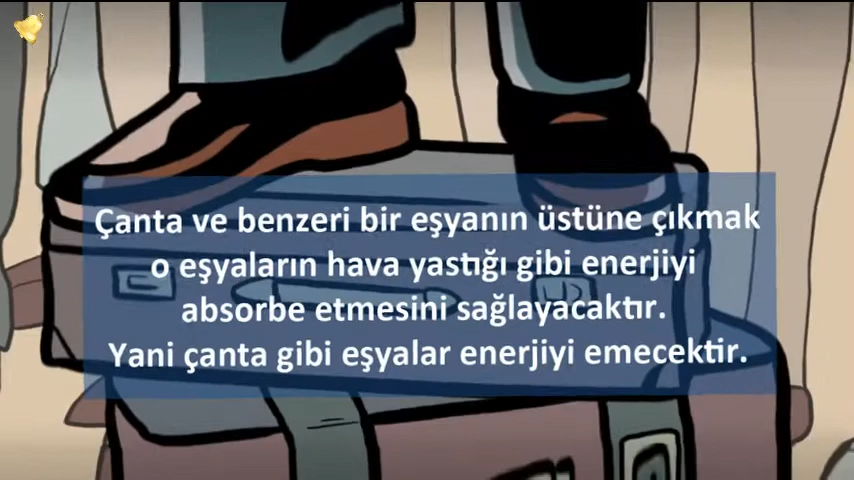 Çanta ve benzeri bir eşyanın üstüne çıkmak
o eşyaların hava yastığı gibi enerjiyi
absorbe etmesini sağlayacaktır.
Yani çanta gibi eşyalar enerjiyi emecektir.